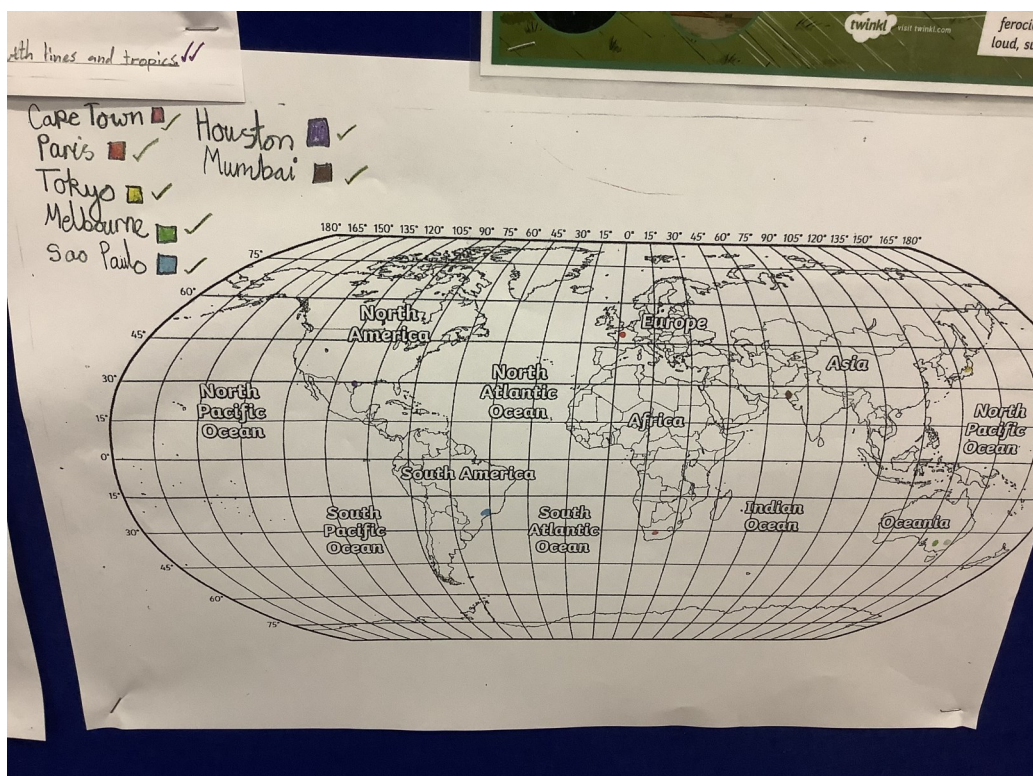 th lines and tropics
twinkl
visit twinkl.com
loud, su
Cape Town
Paris
Tokyo
Melbourne
Sao Paulo
Houston
Mumbai
180° 165° 150° 135° 120° 105° 90° 75° 60° 45° 30° 15° 0° 15° 30° 45° 60° 75° 90° 105° 120° 135° 150° 165° 180°
75°
60°
45°
30°
15°
0°
15°
30°
45°
60°
75°
North
America
Europe
Asia
North
Pacific
Ocean
North
Atlantic
Ocean
Africa
North
Pacific
Ocean
South America
South
Pacific
Ocean
South
Atlantic
Ocean
Indian
Ocean
Oceania